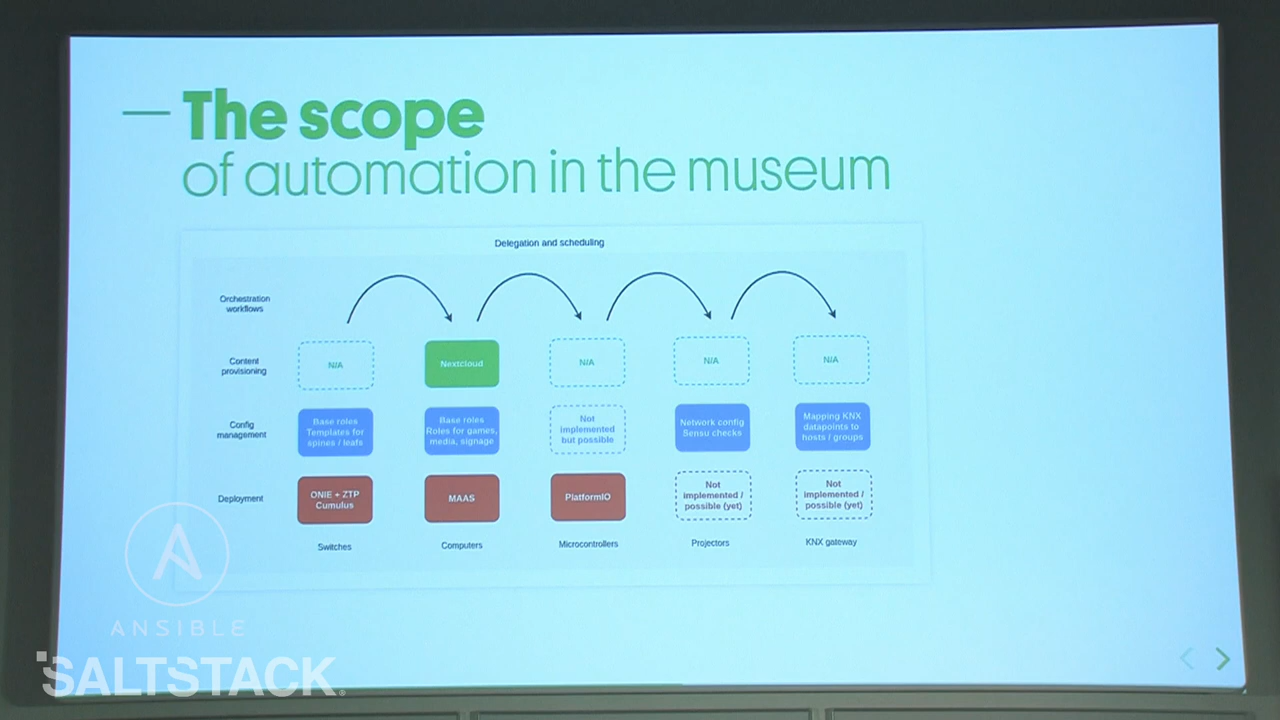 The scope
of automation in the museum
Delegation and scheduling
Orchestration
workflows
Content
provisioning
N/A
Nextcloud
N/A
N/A
N/A
Config
management
Base roles
Templates for
spines / leafs
Base roles
Roles for games,
media, signage
Not
implemented
but possible
Network config
Sensu checks
Mapping KNX
datapoints to
hosts / groups
Deployment
ONIE + ZTP
Cumulus
MAAS
PlatformIO
Not
implemented /
possible (yet)
Not
implemented /
possible (yet)
Switches
Computers
Microcontrollers
Projectors
KNX gateway
ANSIBLE
SALTSTACK